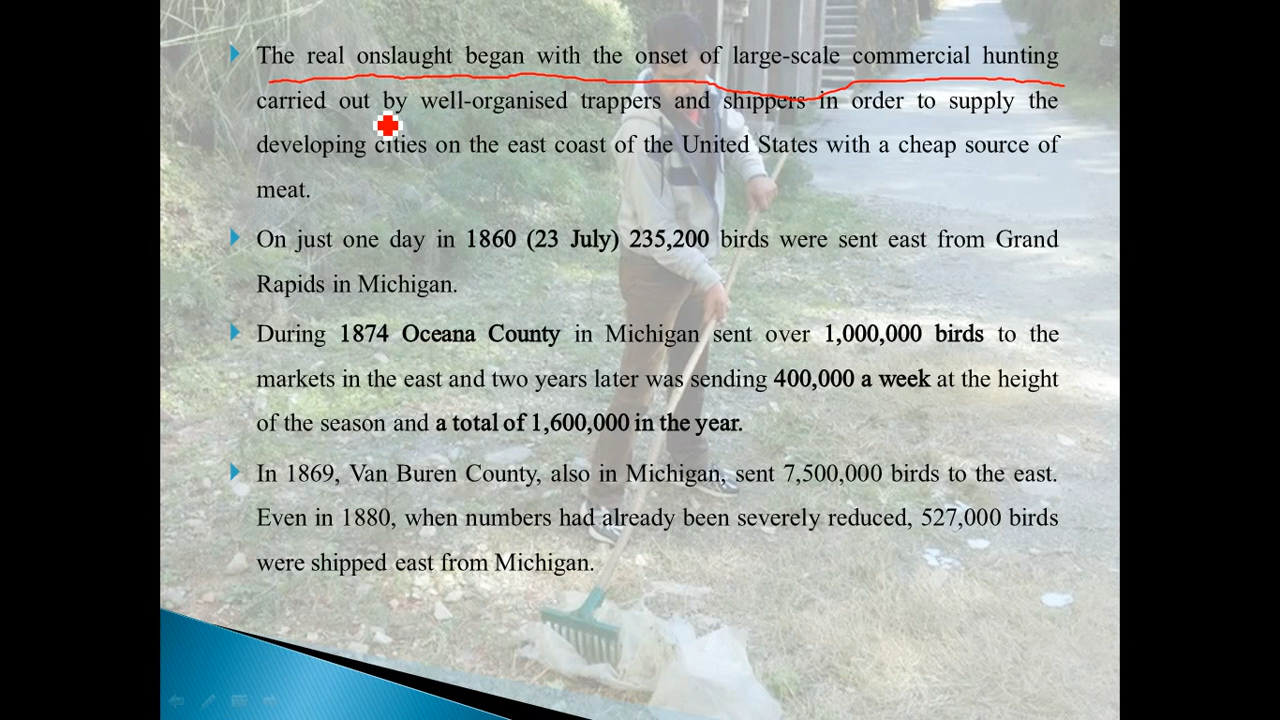 The real onslaught began with the onset of large-scale commercial hunting
carried out by well-organised trappers and shippers in order to supply the
developing cities on the east coast of the United States with a cheap source of
meat.
On just one day in 1860 (23 July) 235,200 birds were sent east from Grand
Rapids in Michigan.
During 1874 Oceana County in Michigan sent over 1,000,000 birds to the
markets in the east and two years later was sending 400,000 a week at the height
of the season and a total of 1,600,000 in the year.
In 1869, Van Buren County, also in Michigan, sent 7,500,000 birds to the east.
Even in 1880, when numbers had already been severely reduced, 527,000 birds
were shipped east from Michigan.